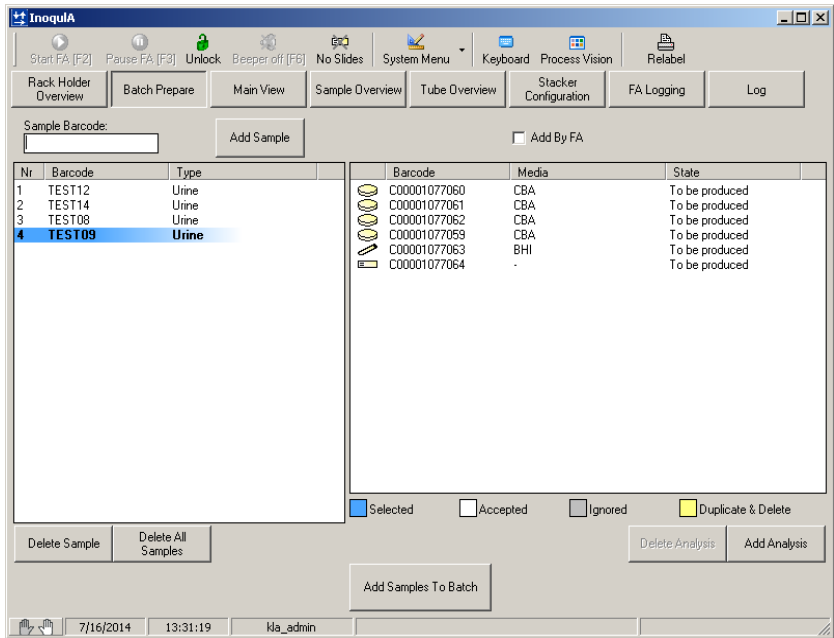 InoqulA
Start FA [F2] Pause FA [F3] Unlock Beeper off [F6] No Slides System Menu Keyboard Process Vision Relabel
Rack Holder Overview Batch Prepare Main View Sample Overview Tube Overview Stacker Configuration FA Logging Log
Sample Barcode: Add Sample Add By FA
Nr Barcode Type
1 TEST12 Urine
2 TEST14 Urine
3 TEST08 Urine
4 TEST09 Urine
Barcode Media State
C00001077060 CBA To be produced
C00001077061 CBA To be produced
C00001077062 CBA To be produced
C00001077059 CBA To be produced
C00001077063 BHI To be produced
C00001077064 - To be produced
Selected Accepted Ignored Duplicate & Delete
Delete Sample Delete All Samples Delete Analysis Add Analysis
Add Samples To Batch
7/16/2014 13:31:19 kla_admin